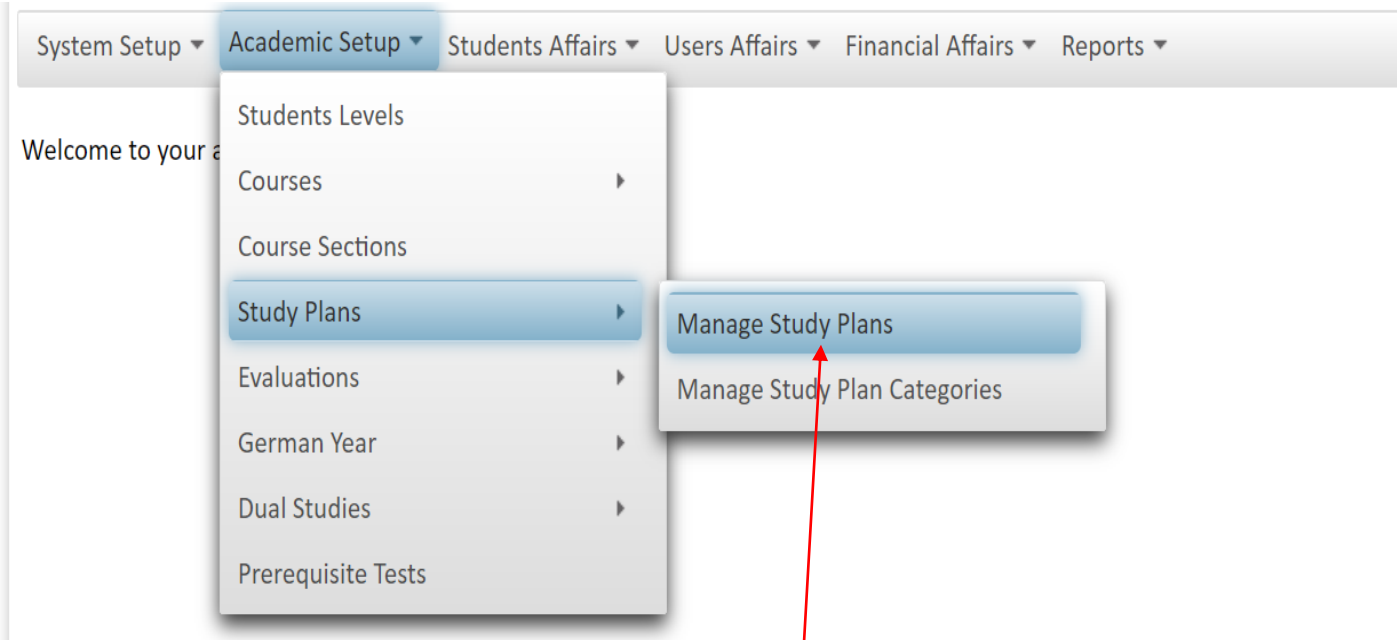 System Setup Academic Setup Students Affairs Users Affairs Financial Affairs Reports
Students Levels
Welcome to your a
Courses
Course Sections
Study Plans
Manage Study Plans
Evaluations
Manage Study Plan Categories
German Year
Dual Studies
Prerequisite Tests